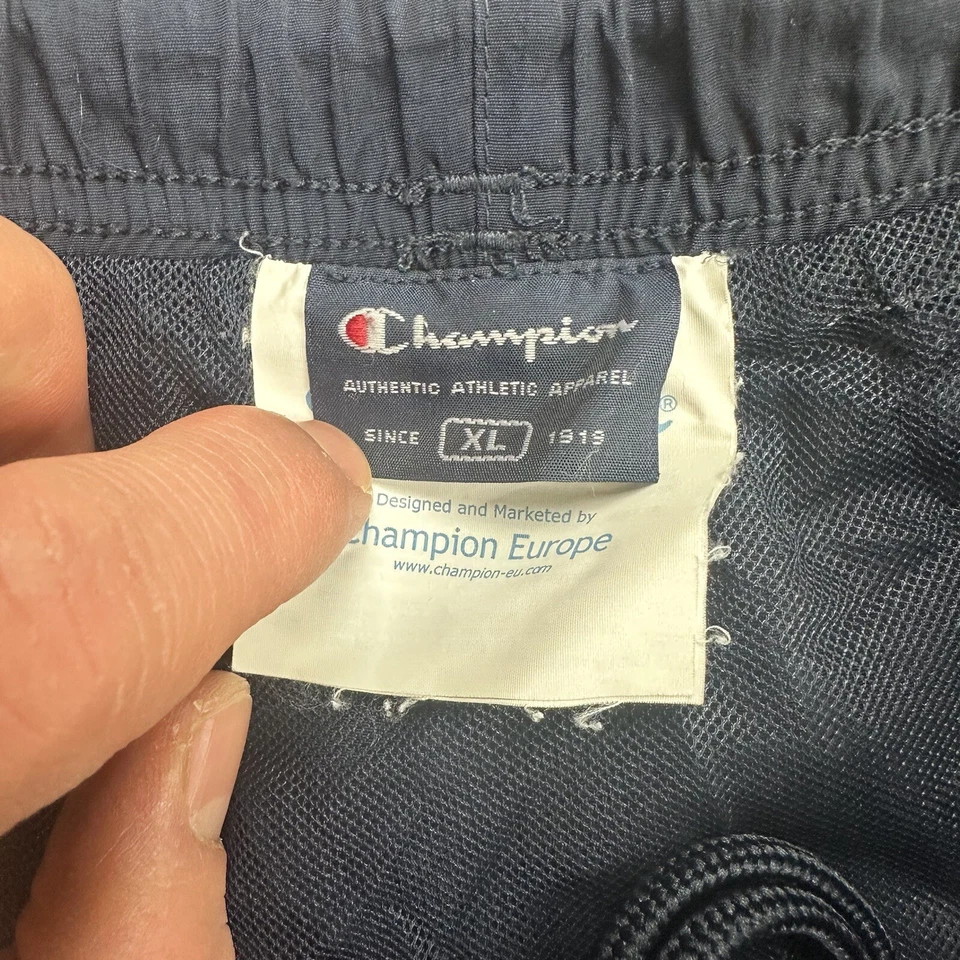 Champion
AUTHENTIC ATHLETIC APPAREL
SINCE XL 1919
®
Designed and Marketed by
Champion Europe
www.champion-eu.com